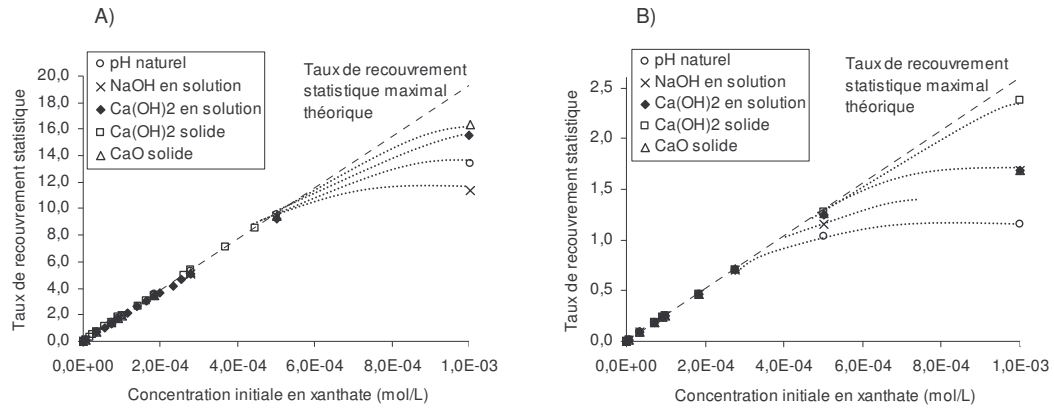 A)
Taux de recouvrement statistique
20,0
18,0
16,0
14,0
12,0
10,0
8,0
6,0
4,0
2,0
0,0
pH naturel
NaOH en solution
Ca(OH)2 en solution
Ca(OH)2 solide
CaO solide
Taux de recouvrement
statistique maximal
théorique
0,0E+00
2,0E-04
4,0E-04
6,0E-04
8,0E-04
1,0E-03
Concentration initiale en xanthate (mol/L)
B)
Taux de recouvrement statistique
2,5
2,0
1,5
1,0
0,5
0,0
pH naturel
NaOH en solution
Ca(OH)2 en solution
Ca(OH)2 solide
CaO solide
Taux de recouvrement
statistique maximal
théorique
0,0E+00
2,0E-04
4,0E-04
6,0E-04
8,0E-04
1,0E-03
Concentration initiale en xanthate (mol/L)